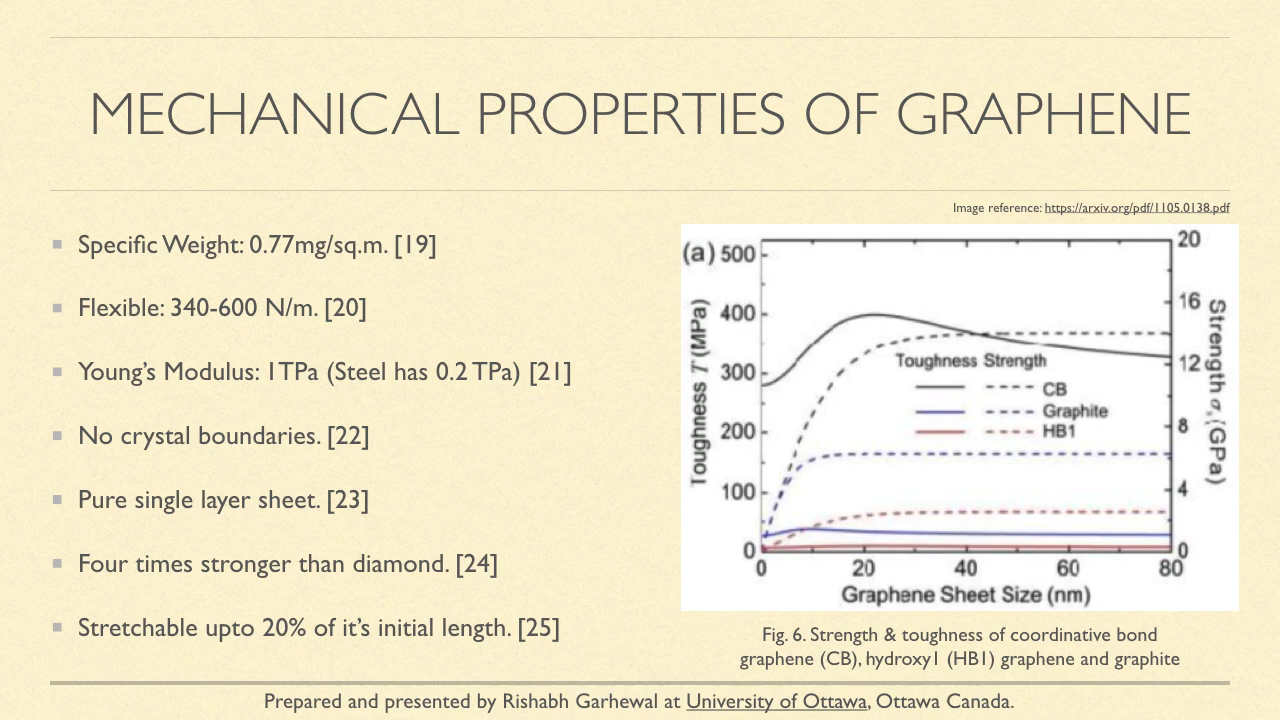 MECHANICAL PROPERTIES OF GRAPHENE
Image reference: https://arxiv.org/pdf/1105.0138.pdf
Specific Weight: 0.77mg/sq.m. [19]
Flexible: 340-600 N/m. [20]
Young’s Modulus: 1TPa (Steel has 0.2 TPa) [21]
No crystal boundaries. [22]
Pure single layer sheet. [23]
Four times stronger than diamond. [24]
Stretchable upto 20% of it’s initial length. [25]
(a)
Toughness T (MPa)
500
400
300
200
100
0
Toughness Strength
CB
Graphite
HB1
20
16
12
8
4
0
Strength σs (GPa)
0 20 40 60 80
Graphene Sheet Size (nm)
Fig. 6. Strength & toughness of coordinative bond
graphene (CB), hydroxy1 (HB1) graphene and graphite
Prepared and presented by Rishabh Garhewal at University of Ottawa, Ottawa Canada.